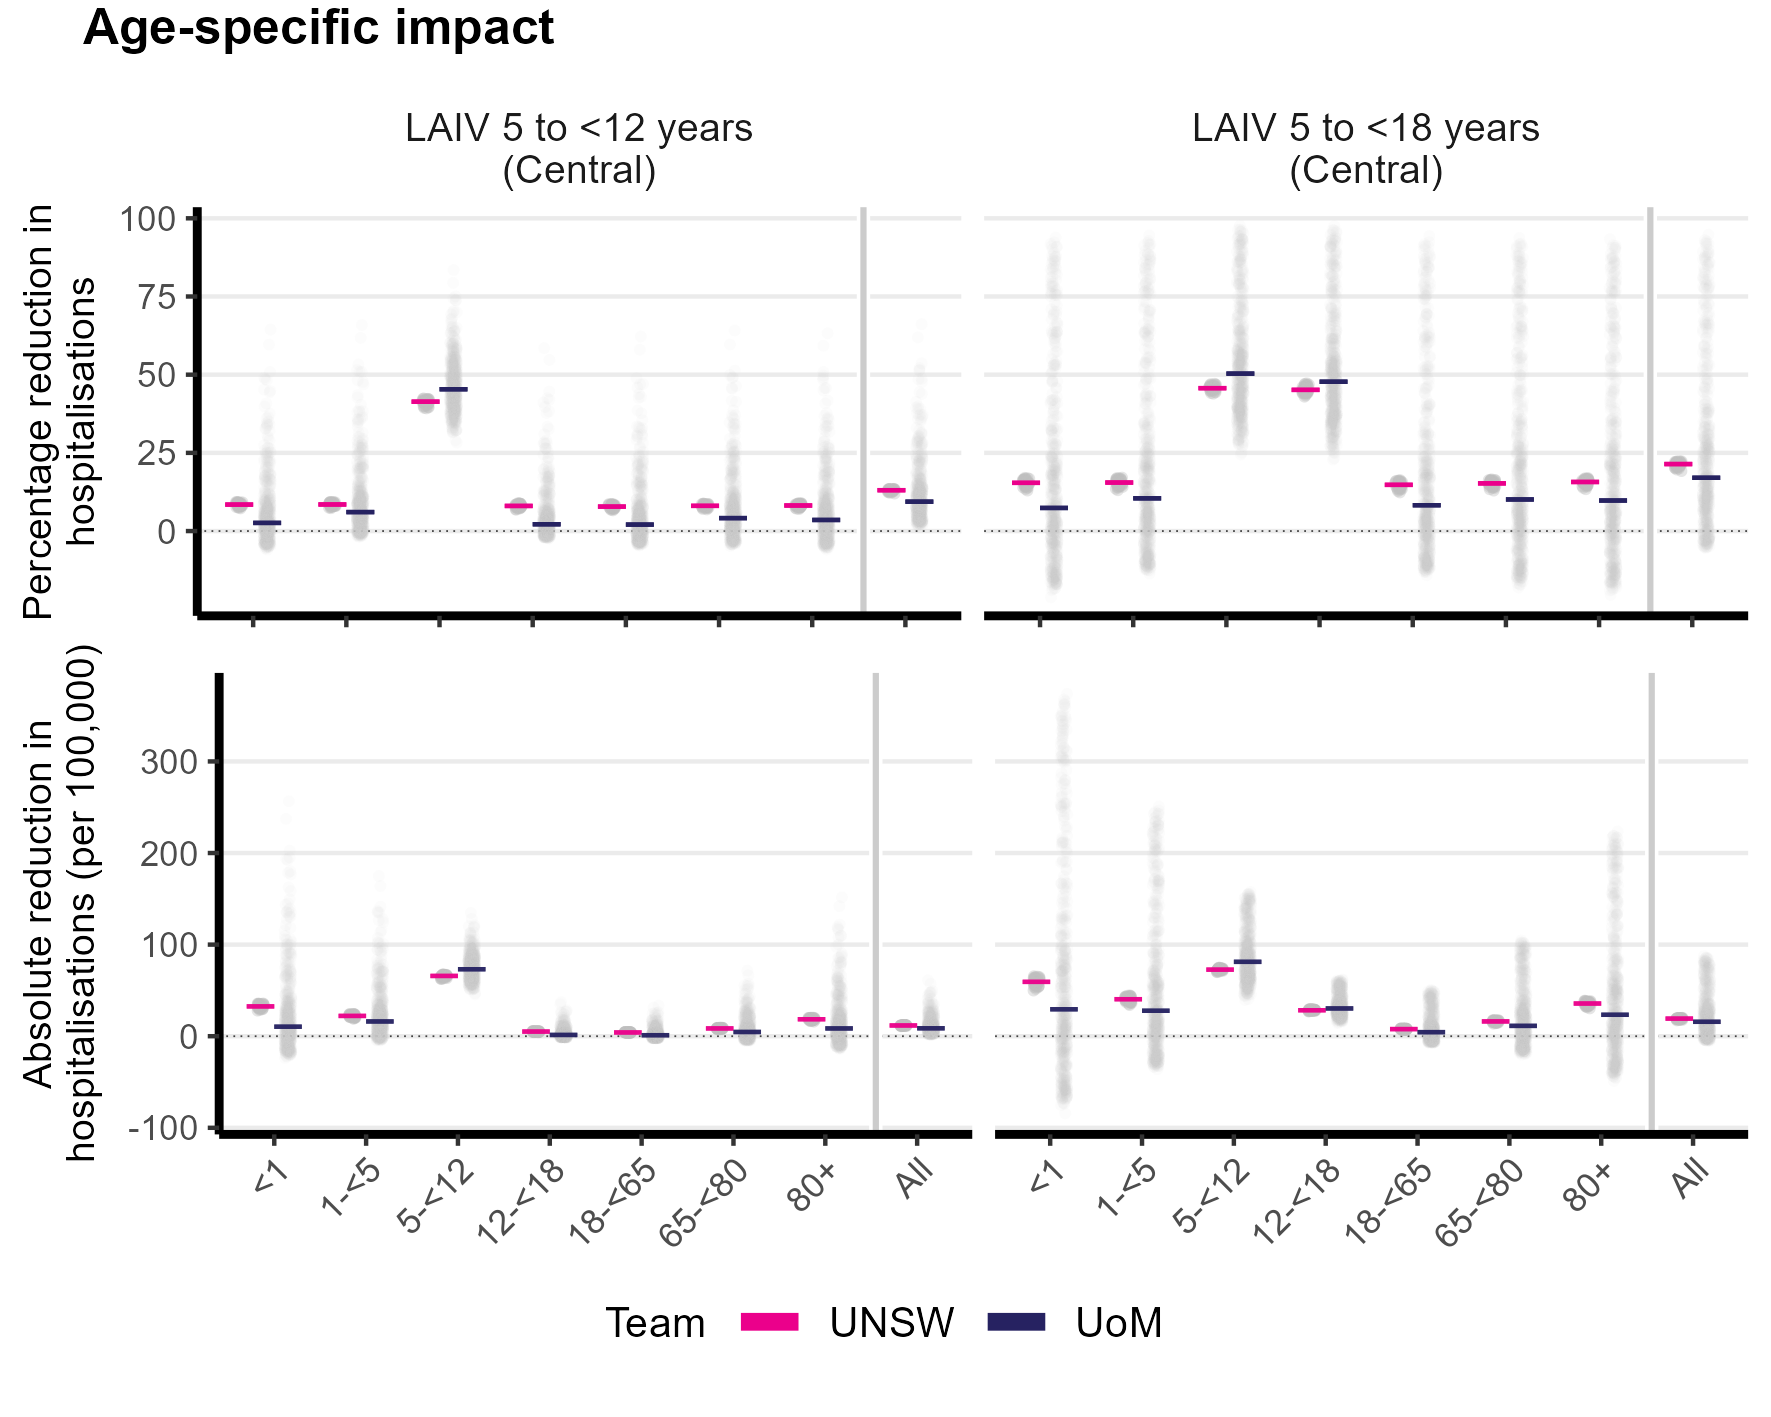 Age-specific impact
LAIV 5 to <12 years
(Central)
LAIV 5 to <18 years
(Central)
Percentage reduction in
hospitalisations
100
75
50
25
0
Absolute reduction in
hospitalisations (per 100,000)
300
200
100
0
-100
<1
1-<5
5-<12
12-<18
18-<65
65-<80
80+
All
<1
1-<5
5-<12
12-<18
18-<65
65-<80
80+
All
Team UNSW UoM